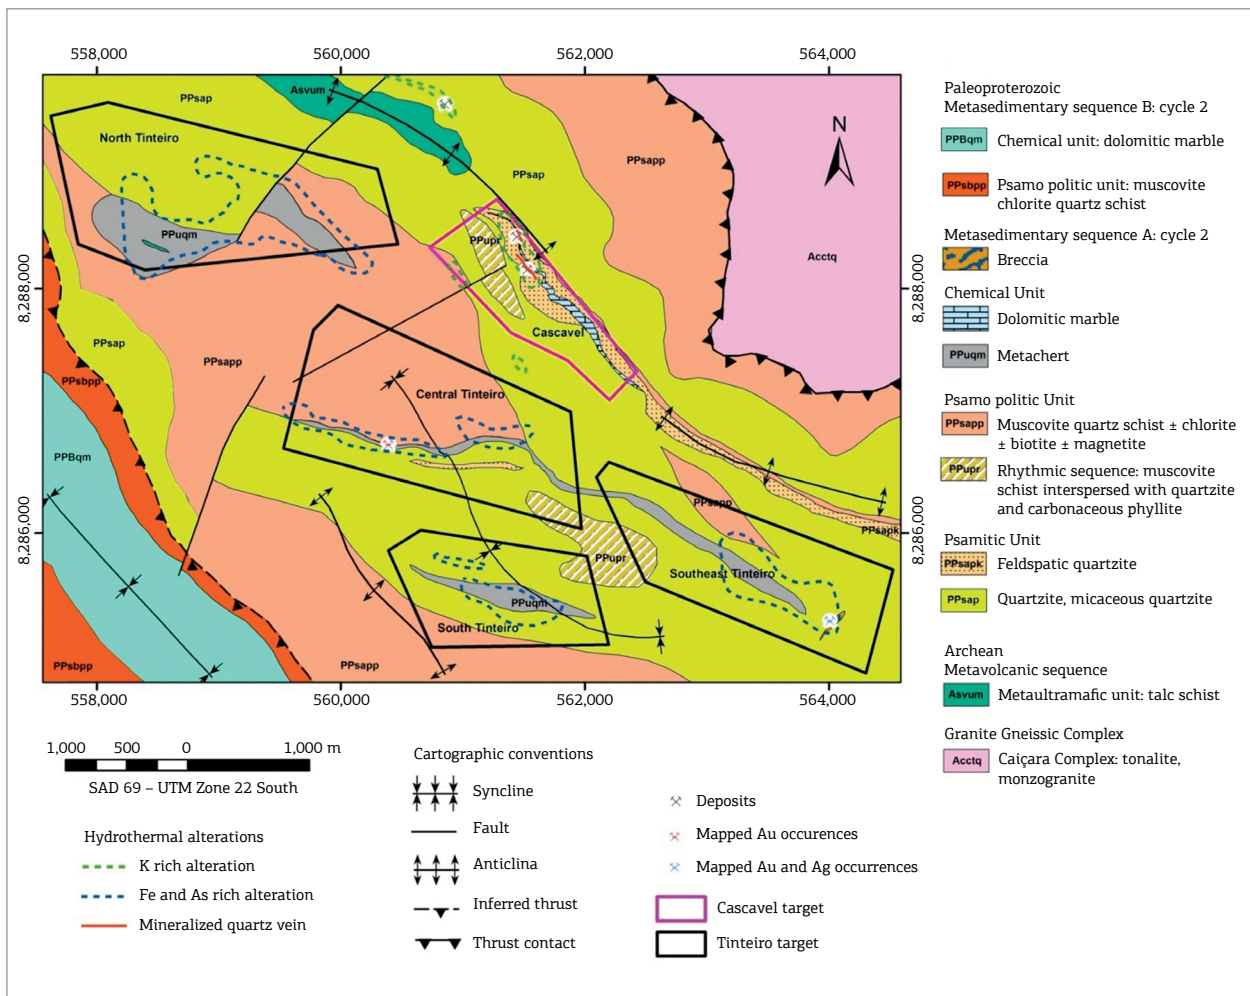 558,000 560,000 562,000 564,000
8,288,000
8,286,000
8,288,000
8,286,000
558,000 560,000 562,000 564,000
N
PPsap
Asvum
North Tinteiro
PPsapp
PPsap
PPuqm
PPupr
Acctq
PPsap
PPsapp
Cascavel
PPsbpp
Central Tinteiro
PPBqm
PPsapp
PPsapk
PPupr
Southeast Tinteiro
PPuqm
South Tinteiro
PPsbpp
PPsapp
Paleoproterozoic
Metasedimentary sequence B: cycle 2
PPBqm Chemical unit: dolomitic marble
PPsbpp Psamo politic unit: muscovite
chlorite quartz schist
Metasedimentary sequence A: cycle 2
Breccia
Chemical Unit
Dolomitic marble
PPuqm Metachert
Psamo politic Unit
PPsapp Muscovite quartz schist ± chlorite
± biotite ± magnetite
PPupr Rhythmic sequence: muscovite
schist interspersed with quartzite
and carbonaceous phyllite
Psamitic Unit
PPsapk Feldspatic quartzite
PPsap Quartzite, micaceous quartzite
Archean
Metavolcanic sequence
Asvum Metaultramafic unit: talc schist
Granite Gneissic Complex
Acctq Caiçara Complex: tonalite,
monzogranite
1,000 500 0 1,000 m
SAD 69 – UTM Zone 22 South
Hydrothermal alterations
K rich alteration
Fe and As rich alteration
Mineralized quartz vein
Cartographic conventions
Syncline
Fault
Anticlina
Inferred thrust
Thrust contact
Deposits
Mapped Au occurences
Mapped Au and Ag occurrences
Cascavel target
Tinteiro target